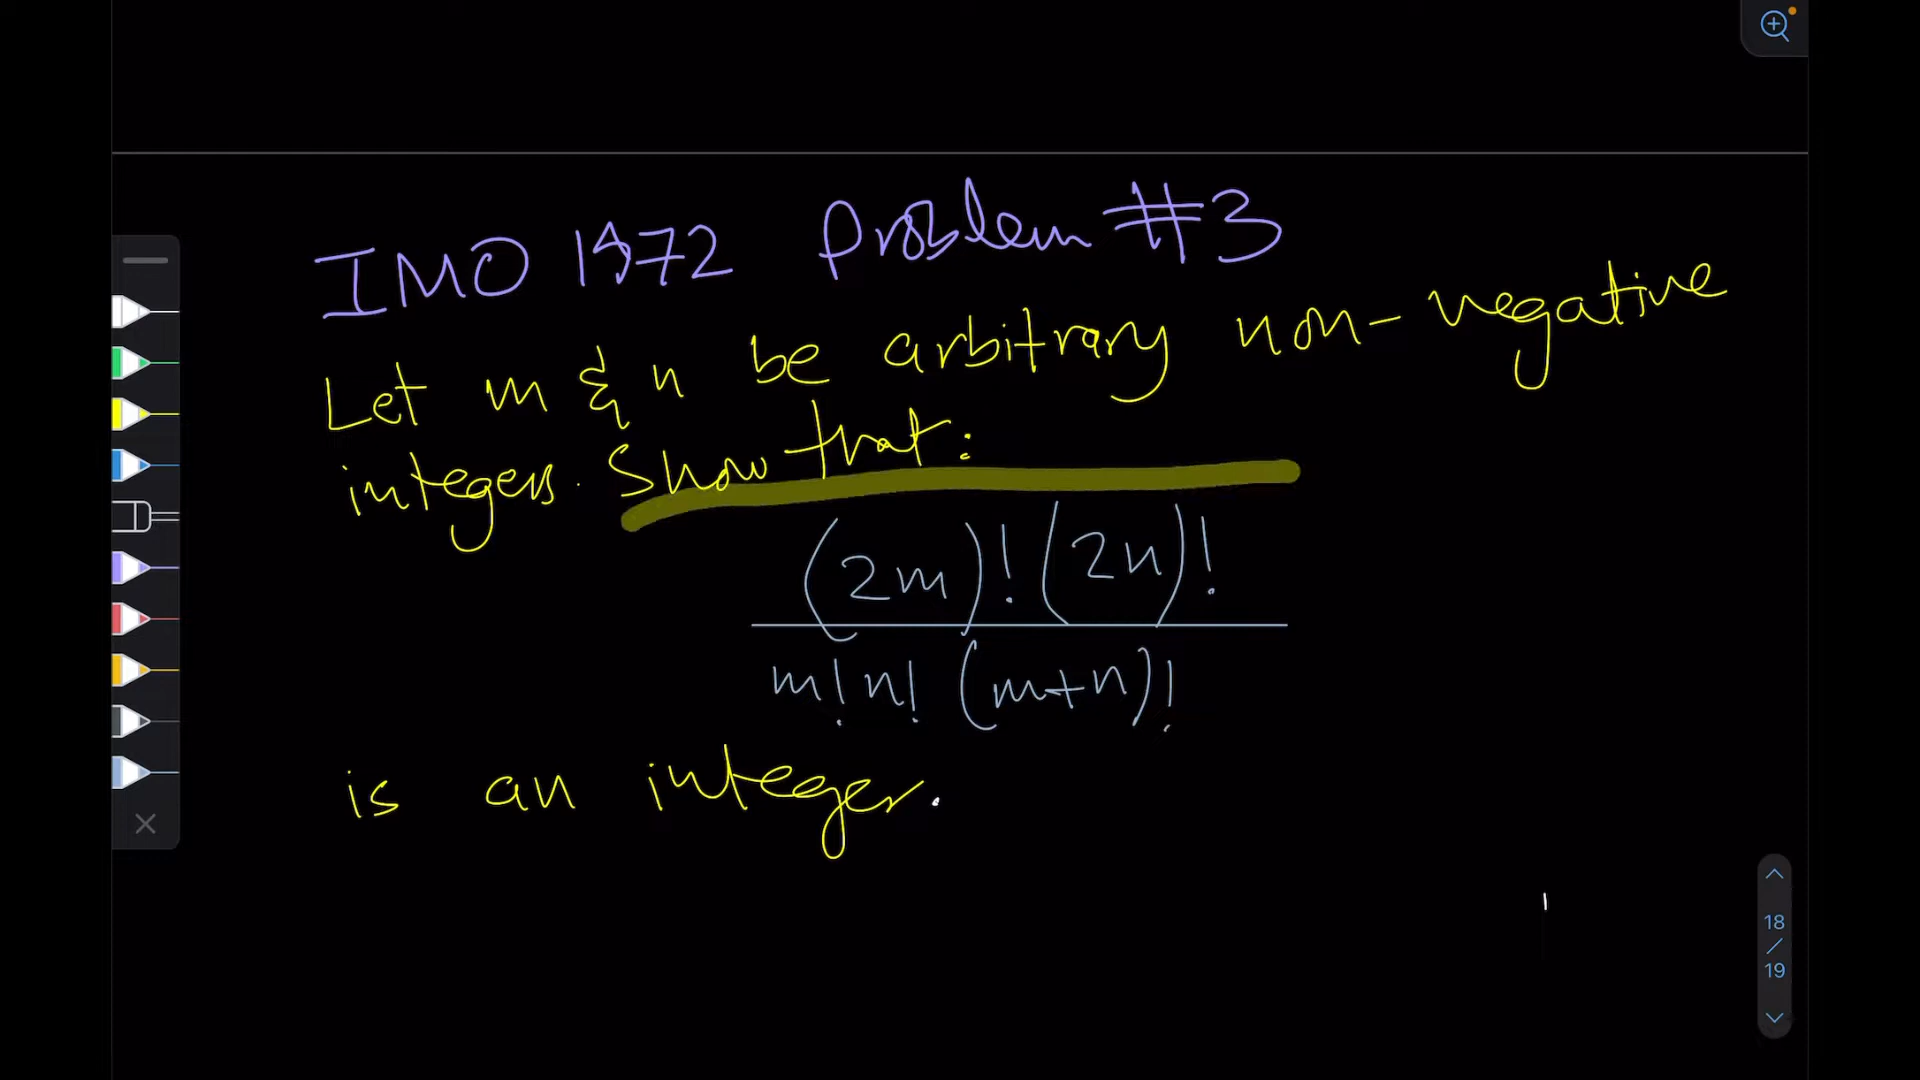 IMO 1972 Problem #3
Let m & n be arbitrary non-negative
integers. Show that:
(2m)! (2n)!
m! n! (m+n)!
is an integer.
18
/
19